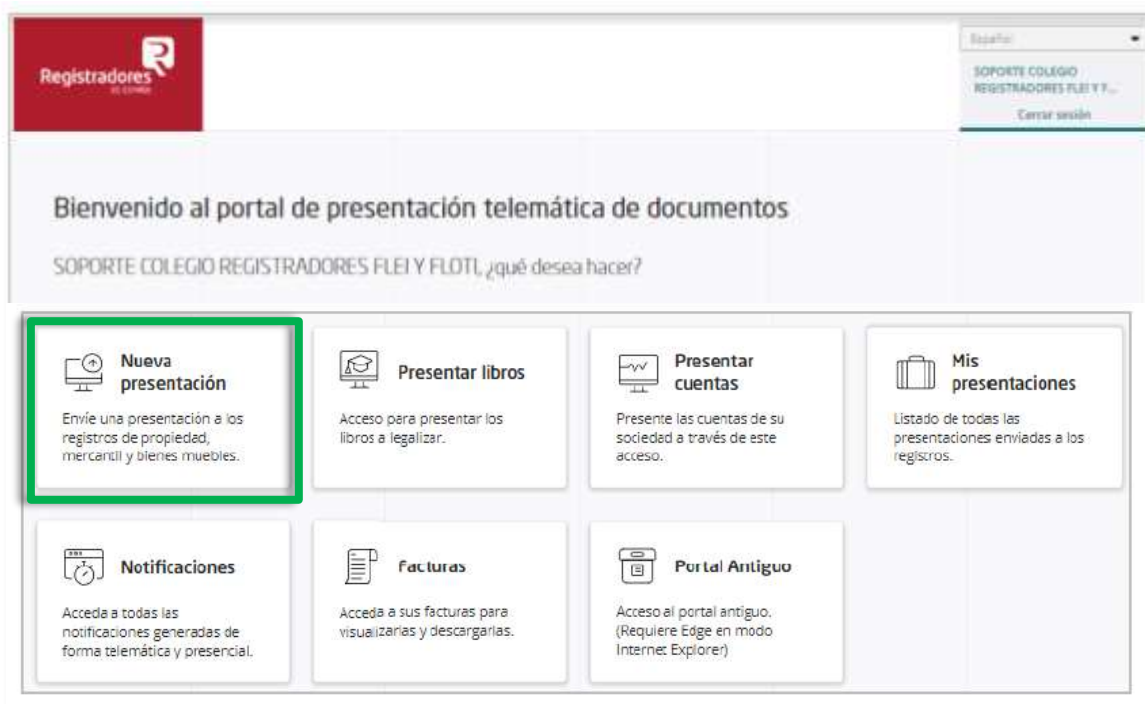 Registradores
DE ESPAÑA
Español
SOPORTE COLEGIO
REGISTRADORES FLEI Y F...
Cerrar sesión
Bienvenido al portal de presentación telemática de documentos
SOPORTE COLEGIO REGISTRADORES FLEI Y FLOTI, ¿qué desea hacer?
Nueva
presentación
Envíe una presentación a los
registros de propiedad,
mercantil y bienes muebles.
Presentar libros
Acceso para presentar los
libros a legalizar.
Presentar
cuentas
Presente las cuentas de su
sociedad a través de este
acceso.
Mis
presentaciones
Listado de todas las
presentaciones enviadas a los
registros.
Notificaciones
Acceda a todas las
notificaciones generadas de
forma telemática y presencial.
Facturas
Acceda a sus facturas para
visualizarlas y descargarlas.
Portal Antiguo
Acceso al portal antiguo.
(Requiere Edge en modo
Internet Explorer)